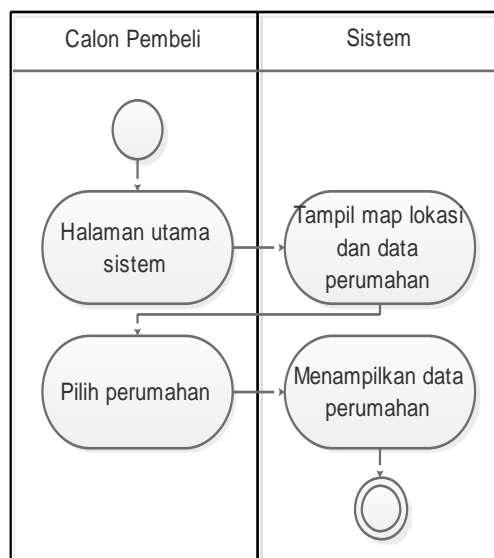 Calon Pembeli
Sistem
Halaman utama
sistem
Tampil map lokasi
dan data
perumahan
Pilih perumahan
Menampilkan data
perumahan